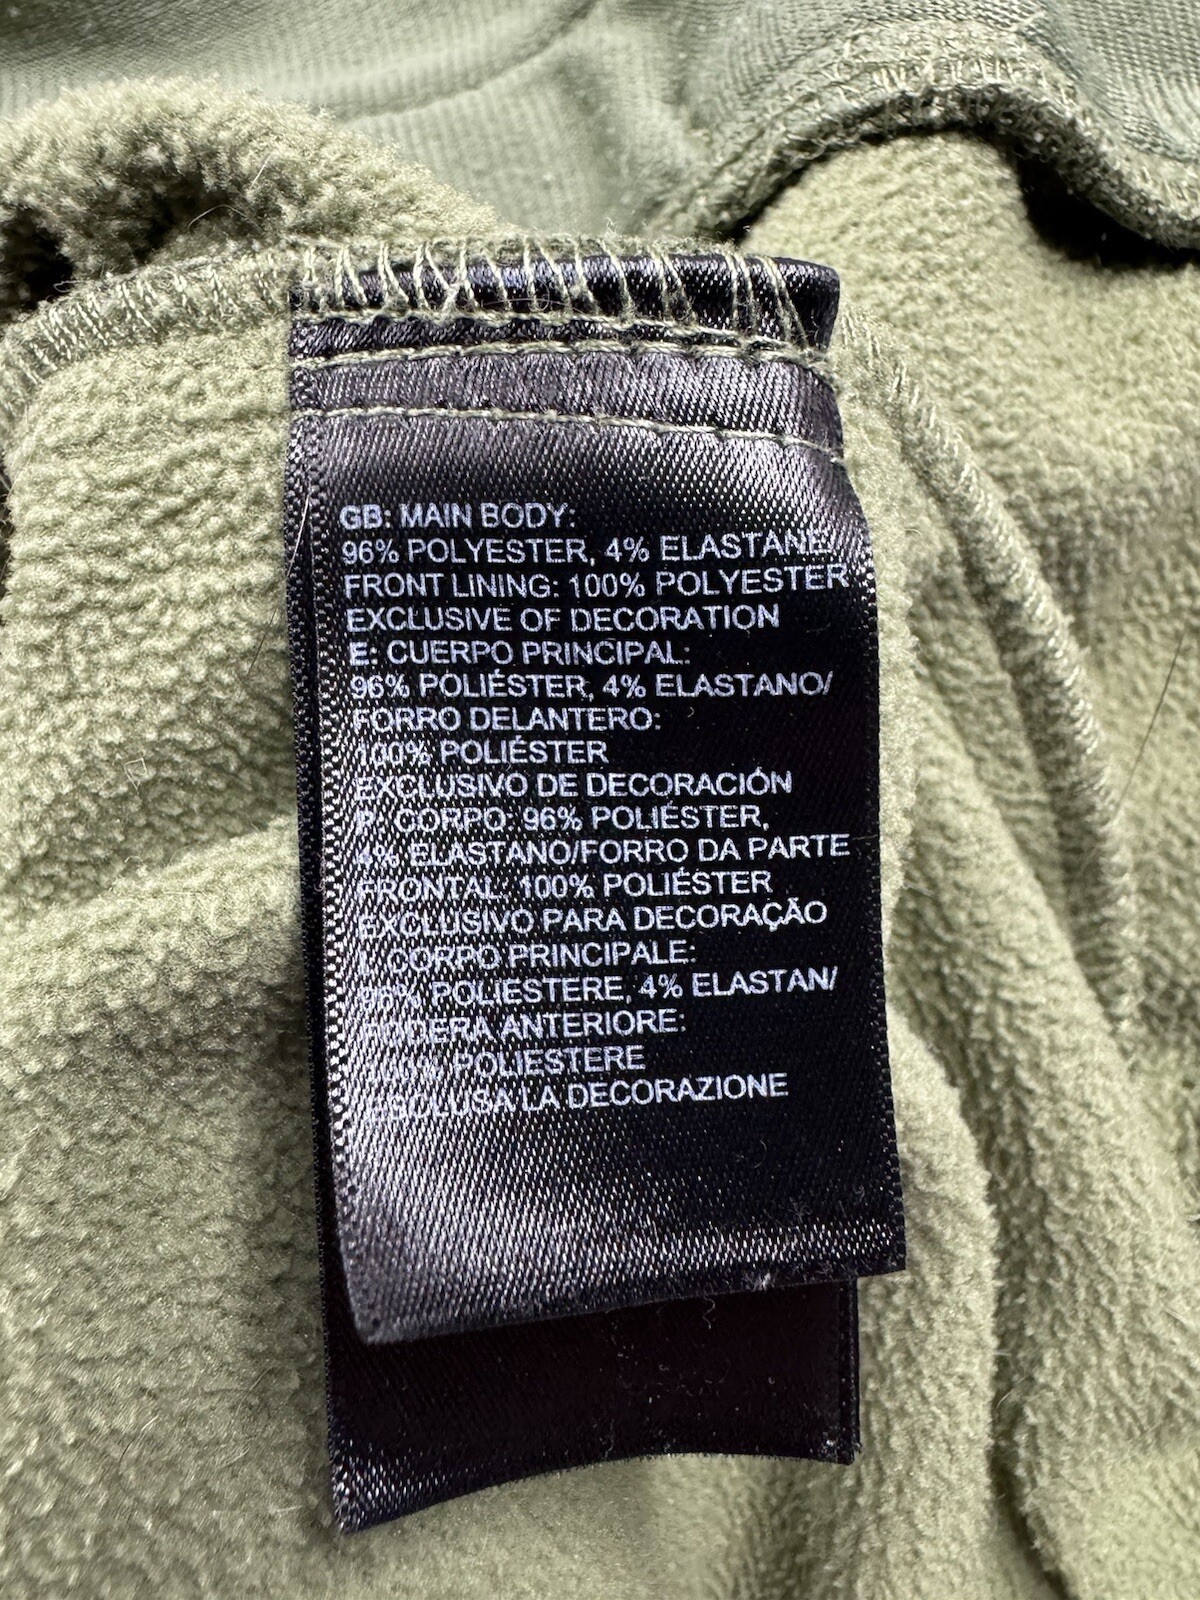 GB: MAIN BODY:
96% POLYESTER, 4% ELASTANE/
FRONT LINING: 100% POLYESTER
EXCLUSIVE OF DECORATION
E: CUERPO PRINCIPAL:
96% POLIÉSTER, 4% ELASTANO/
FORRO DELANTERO:
100% POLIÉSTER
EXCLUSIVO DE DECORACIÓN
P: CORPO: 96% POLIÉSTER,
4% ELASTANO/FORRO DA PARTE
FRONTAL: 100% POLIÉSTER
EXCLUSIVO PARA DECORAÇÃO
I: CORPO PRINCIPALE:
96% POLIESTERE, 4% ELASTAN/
FODERA ANTERIORE:
100% POLIESTERE
ESCLUSA LA DECORAZIONE